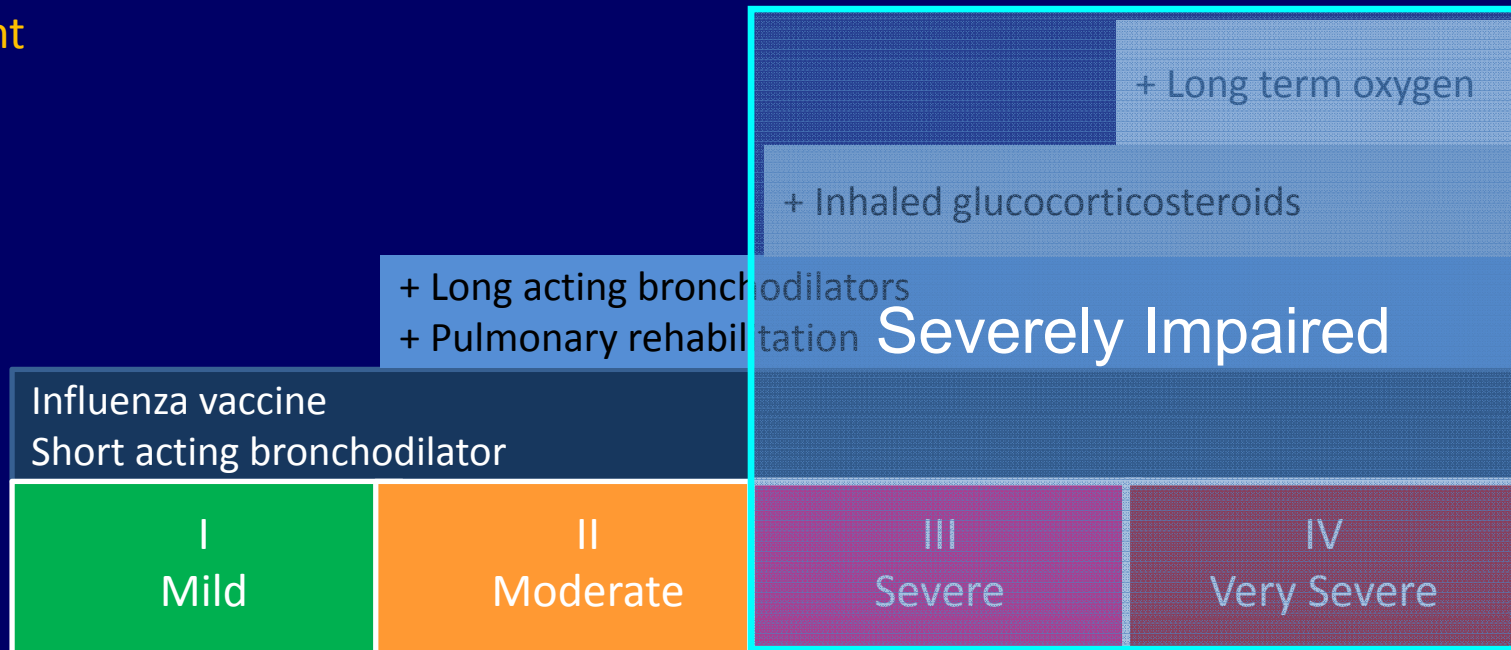 nt
+ Long term oxygen
+ Inhaled glucocorticosteroids
+ Long acting bronchodilators
+ Pulmonary rehabilitation
Severely Impaired
Influenza vaccine
Short acting bronchodilator
I
Mild
II
Moderate
III
Severe
IV
Very Severe